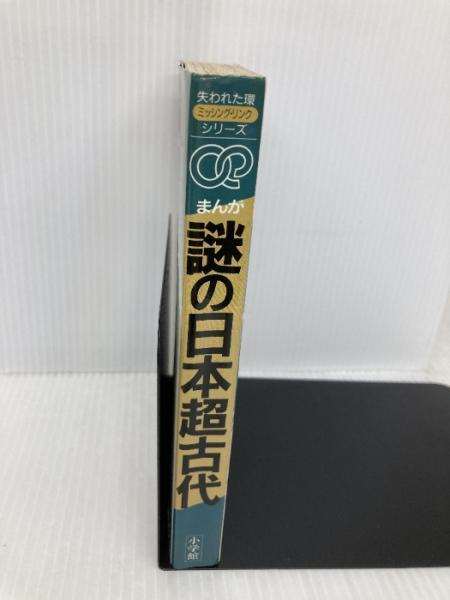 失われた環
ミッシング・リンク
シリーズ
まんが
謎の日本超古代
小学館